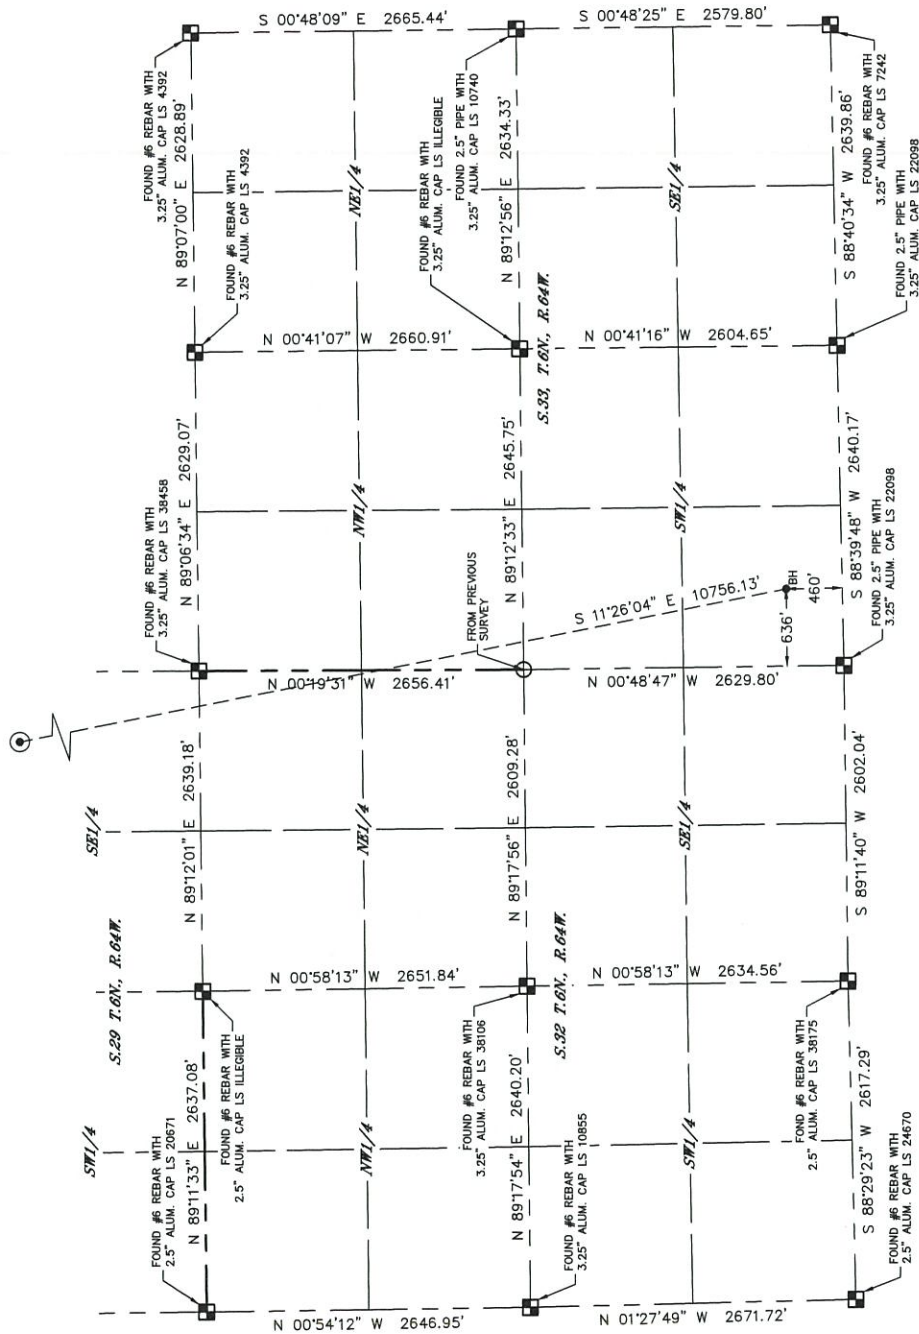 S 00°48'09" E 2665.44'
S 00°48'25" E 2579.80'
FOUND #6 REBAR WITH
3.25" ALUM. CAP LS 4392
N 89°07'00" E 2628.89'
FOUND #6 REBAR WITH
3.25" ALUM. CAP LS 4392
NE1/4
FOUND #6 REBAR WITH
3.25" ALUM. CAP LS ILLEGIBLE
FOUND 2.5" PIPE WITH
3.25" ALUM. CAP LS 10740
N 89°12'56" E 2634.33'
SE1/4
S 88°40'34" W 2639.86'
FOUND #6 REBAR WITH
3.25" ALUM. CAP LS 7242
FOUND 2.5" PIPE WITH
3.25" ALUM. CAP LS 22098
N 00°41'07" W 2660.91'
S.33, T.6N., R.64W.
N 00°41'16" W 2604.65'
FOUND #6 REBAR WITH
3.25" ALUM. CAP LS 38458
N 89°06'34" E 2629.07'
NW1/4
N 89°12'33" E 2645.75'
SW1/4
S 88°39'48" W 2640.17'
FOUND 2.5" PIPE WITH
3.25" ALUM. CAP LS 22098
FROM PREVIOUS
SURVEY
S 11°26'04" E 10756.13'
BH
460'
636'
N 00°19'31" W 2656.41'
N 00°48'47" W 2629.80'
SE1/4
N 89°12'01" E 2639.18'
NE1/4
N 89°17'56" E 2609.28'
SE1/4
S 89°11'40" W 2602.04'
S.29 T.6N., R.64W.
N 00°58'13" W 2651.84'
S.32 T.6N., R.64W.
N 00°58'13" W 2634.56'
SW1/4
FOUND #6 REBAR WITH
2.5" ALUM. CAP LS 20671
N 89°11'33" E 2637.08'
FOUND #6 REBAR WITH
2.5" ALUM. CAP LS ILLEGIBLE
NW1/4
FOUND #6 REBAR WITH
3.25" ALUM. CAP LS 38106
N 89°17'54" E 2640.20'
FOUND #6 REBAR WITH
3.25" ALUM. CAP LS 10855
SW1/4
FOND #6 REBAR WITH
2.5" ALUM. CAP LS 38175
S 88°29'23" W 2617.29'
FOUND #6 REBAR WITH
2.5" ALUM. CAP LS 24670
N 00°54'12" W 2646.95'
N 01°27'49" W 2671.72'